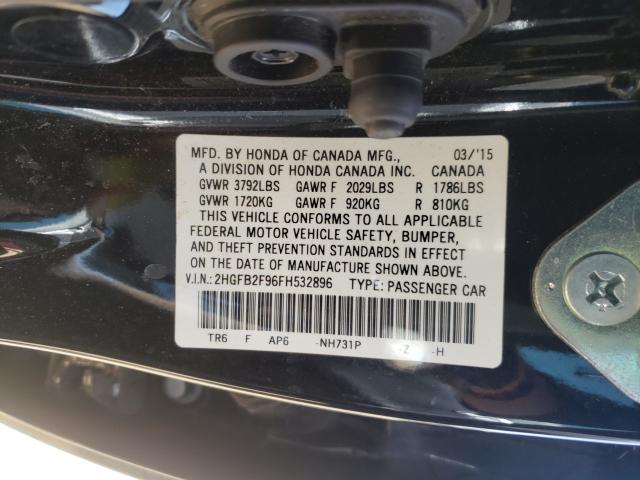 MFD. BY HONDA OF CANADA MFG., 03/'15
A DIVISION OF HONDA CANADA INC. CANADA
GVWR 3792LBS GAWR F 2029LBS R 1786LBS
GVWR 1720KG GAWR F 920KG R 810KG
THIS VEHICLE CONFORMS TO ALL APPLICABLE
FEDERAL MOTOR VEHICLE SAFETY, BUMPER,
AND THEFT PREVENTION STANDARDS IN EFFECT
ON THE DATE OF MANUFACTURE SHOWN ABOVE.
V.I.N.: 2HGFB2F96FH532896 TYPE: PASSENGER CAR
TR6 F AP6 -NH731P -Z -H